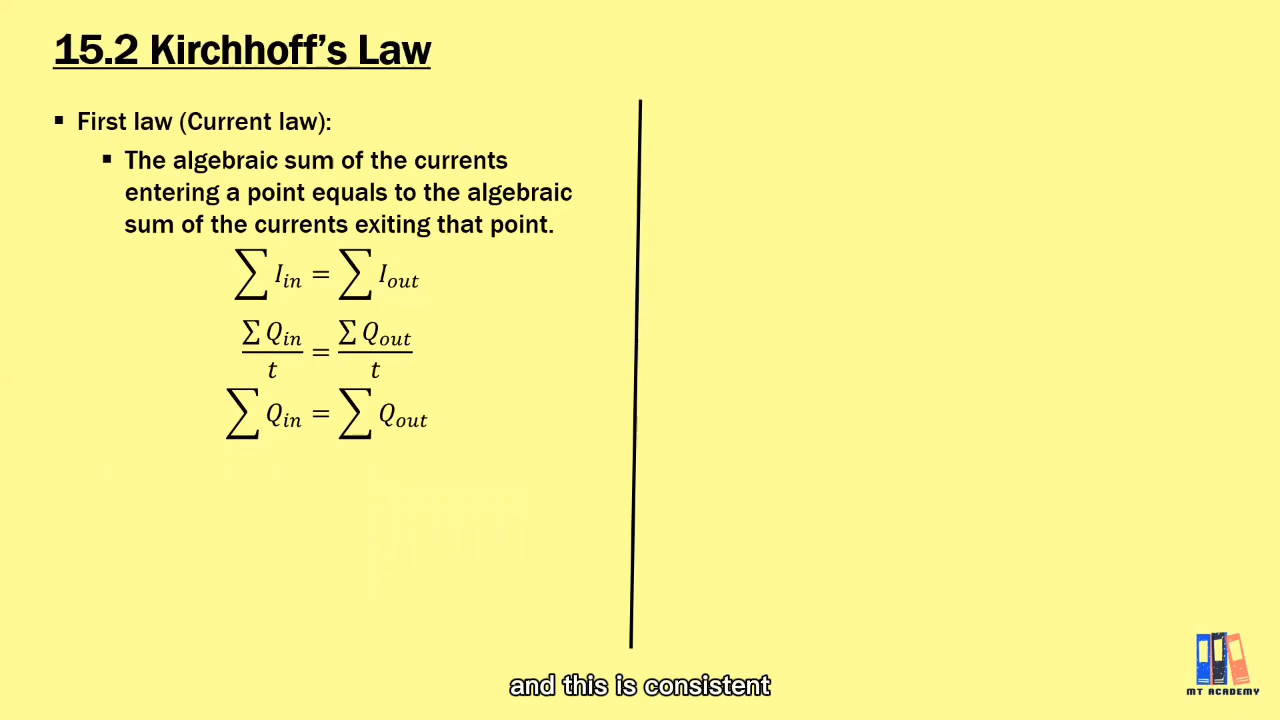 15.2 Kirchhoff's Law
▪ First law (Current law):
▪ The algebraic sum of the currents
entering a point equals to the algebraic
sum of the currents exiting that point.
∑ I_in = ∑ I_out
∑ Q_in / t = ∑ Q_out / t
∑ Q_in = ∑ Q_out
and this is consistent
MT ACADEMY